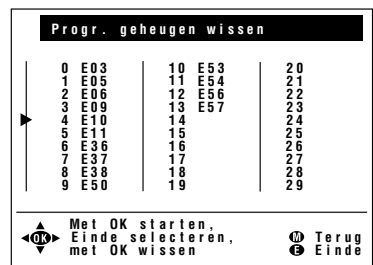 Progr. geheugen wissen
0 E03 10 E53 20
1 E05 11 E54 21
2 E06 12 E56 22
3 E09 13 E57 23
4 E10 14 24
5 E11 15 25
6 E36 16 26
7 E37 17 27
8 E38 18 28
9 E50 19 29
Met OK starten,
OK Einde selecteren, M Terug
met OK wissen E Einde